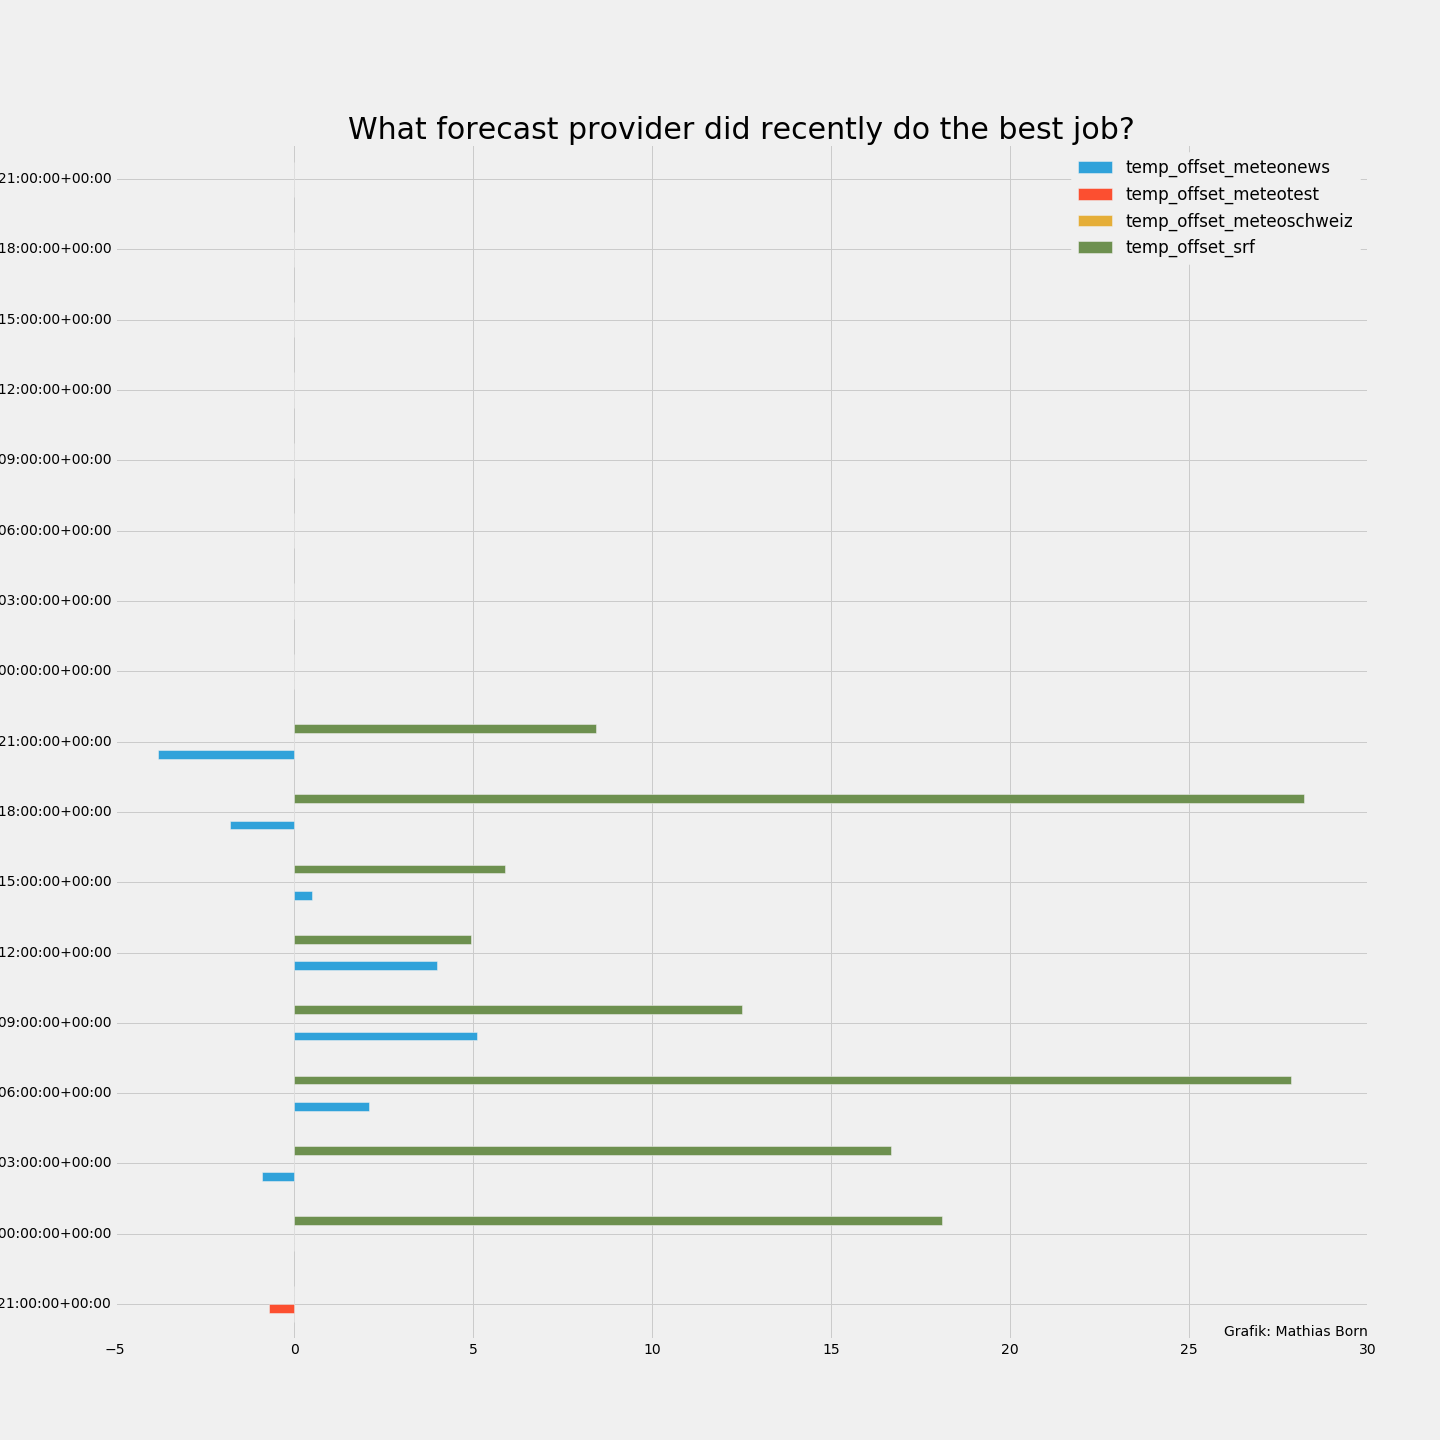 What forecast provider did recently do the best job?
temp_offset_meteonews
temp_offset_meteotest
temp_offset_meteoschweiz
temp_offset_srf
21:00:00+00:00
18:00:00+00:00
15:00:00+00:00
12:00:00+00:00
09:00:00+00:00
06:00:00+00:00
03:00:00+00:00
00:00:00+00:00
21:00:00+00:00
18:00:00+00:00
15:00:00+00:00
12:00:00+00:00
09:00:00+00:00
06:00:00+00:00
03:00:00+00:00
00:00:00+00:00
21:00:00+00:00
Grafik: Mathias Born
−5 0 5 10 15 20 25 30